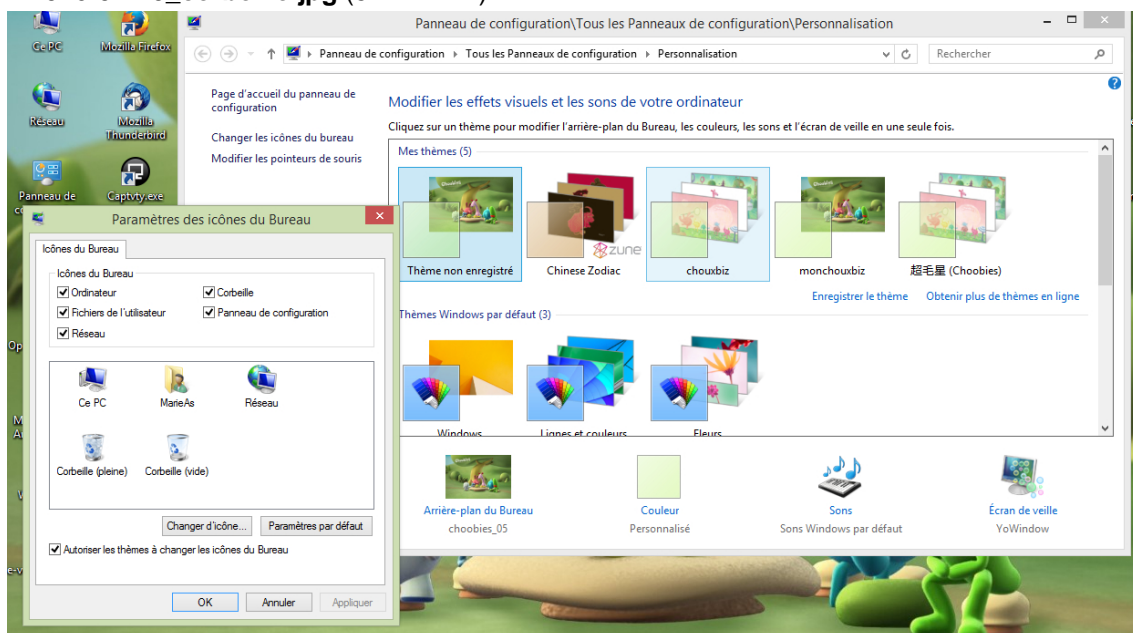 Ce PC
Mozilla Firefox
Réseau
Mozilla
Thunderbird
Panneau de
Captvty.exe
Panneau de configuration\Tous les Panneaux de configuration\Personnalisation
Panneau de configuration Tous les Panneaux de configuration Personnalisation
Rechercher
Page d'accueil du panneau de
configuration
Changer les icônes du bureau
Modifier les pointeurs de souris
Modifier les effets visuels et les sons de votre ordinateur
Cliquez sur un thème pour modifier l'arrière-plan du Bureau, les couleurs, les sons et l'écran de veille en une seule fois.
Mes thèmes (5)
zune
Thème non enregistré
Chinese Zodiac
chouxbiz
monchouxbiz
超毛星 (Choobies)
Enregistrer le thème
Obtenir plus de thèmes en ligne
Thèmes Windows par défaut (3)
Windows
Lignes et couleurs
Fleurs
Arrière-plan du Bureau
choobies_05
Couleur
Personnalisé
Sons
Sons Windows par défaut
Écran de veille
YoWindow
Paramètres des icônes du Bureau
Icônes du Bureau
Icônes du Bureau
Ordinateur
Corbeille
Fichiers de l'utilisateur
Panneau de configuration
Réseau
Ce PC
MarieAs
Réseau
Corbeille (pleine)
Corbeille (vide)
Changer d'icône...
Paramètres par défaut
Autoriser les thèmes à changer les icônes du Bureau
OK
Annuler
Appliquer